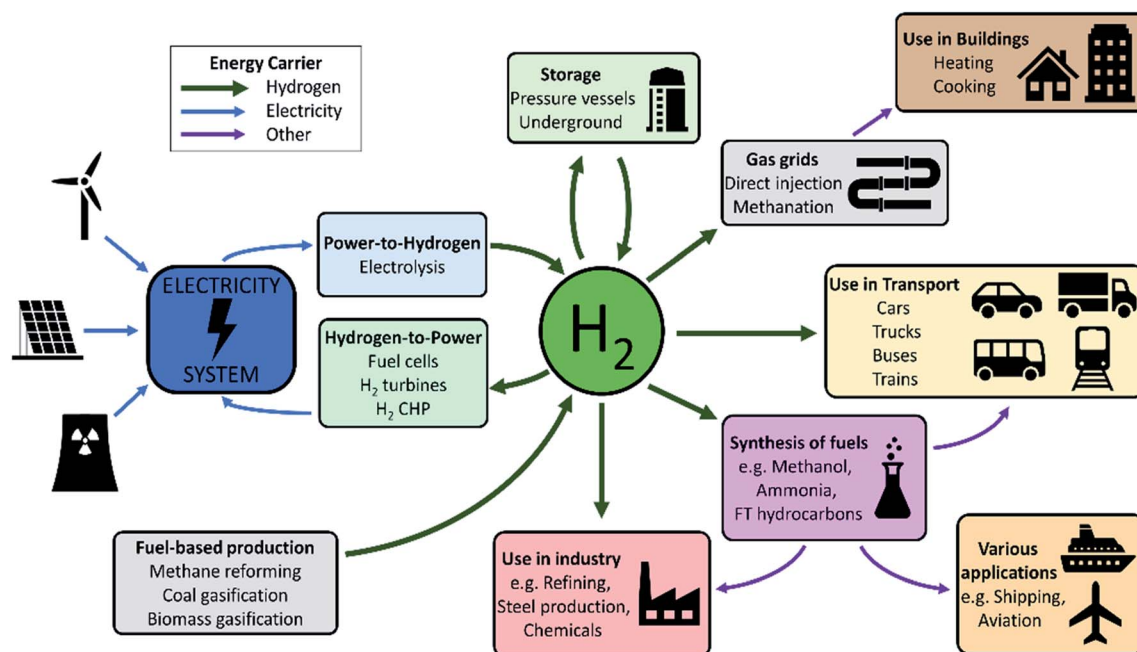 Energy Carrier
Hydrogen
Electricity
Other
Storage
Pressure vessels
Underground
Use in Buildings
Heating
Cooking
Gas grids
Direct injection
Methanation
Power-to-Hydrogen
Electrolysis
ELECTRICITY
SYSTEM
Hydrogen-to-Power
Fuel cells
H₂ turbines
H₂ CHP
H₂
Use in Transport
Cars
Trucks
Buses
Trains
Synthesis of fuels
e.g. Methanol,
Ammonia,
FT hydrocarbons
Fuel-based production
Methane reforming
Coal gasification
Biomass gasification
Use in industry
e.g. Refining,
Steel production,
Chemicals
Various
applications
e.g. Shipping,
Aviation